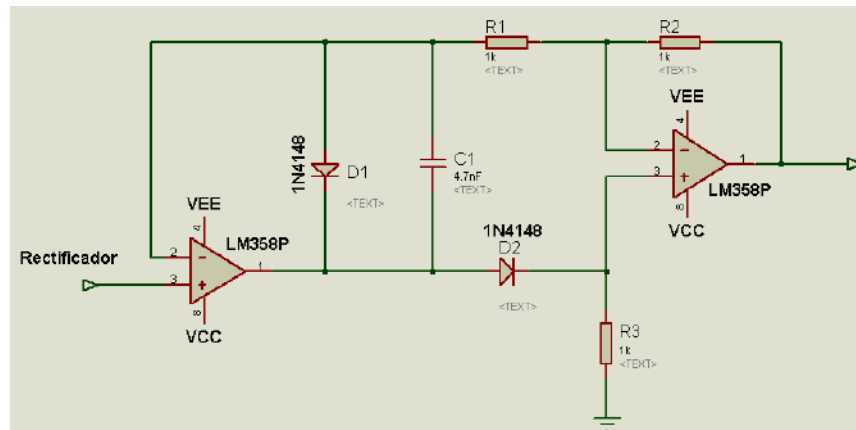 R1
1k
<TEXT>
R2
1k
<TEXT>
VEE
4
2
3
1
LM358P
8
VCC
1N4148
D1
<TEXT>
C1
4.7nF
<TEXT>
VEE
4
LM358P
2
3
1
8
VCC
Rectificador
1N4148
D2
<TEXT>
R3
1k
<TEXT>